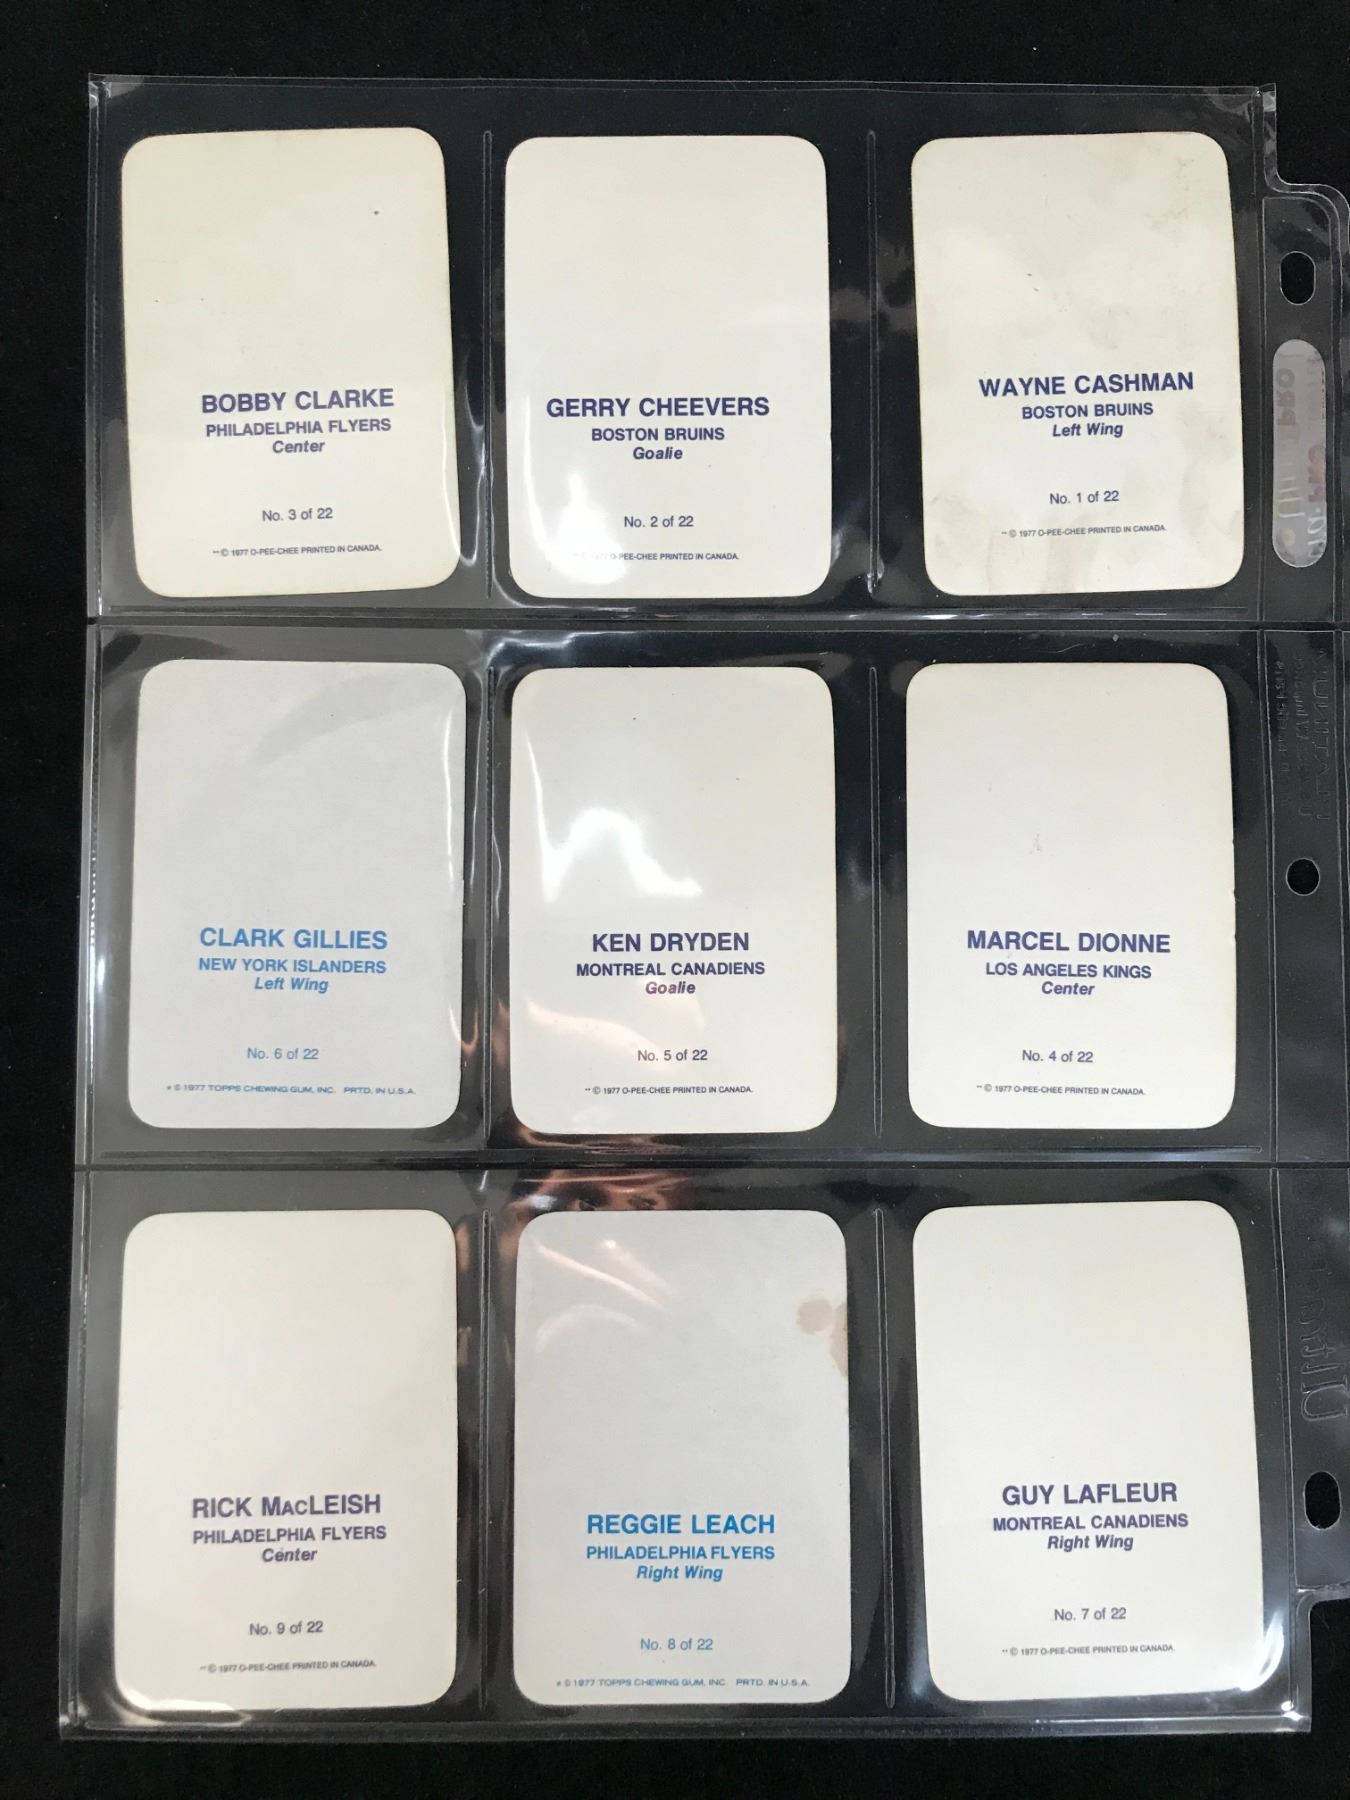 BOBBY CLARKE
PHILADELPHIA FLYERS
Center
No. 3 of 22
** © 1977 O-PEE-CHEE PRINTED IN CANADA.
GERRY CHEEVERS
BOSTON BRUINS
Goalie
No. 2 of 22
© 1977 O-PEE-CHEE PRINTED IN CANADA.
WAYNE CASHMAN
BOSTON BRUINS
Left Wing
No. 1 of 22
** © 1977 O-PEE-CHEE PRINTED IN CANADA.
CLARK GILLIES
NEW YORK ISLANDERS
Left Wing
No. 6 of 22
* © 1977 TOPPS CHEWING GUM, INC. PRTD. IN U.S.A.
KEN DRYDEN
MONTREAL CANADIENS
Goalie
No. 5 of 22
** © 1977 O-PEE-CHEE PRINTED IN CANADA.
MARCEL DIONNE
LOS ANGELES KINGS
Center
No. 4 of 22
** © 1977 O-PEE-CHEE PRINTED IN CANADA.
RICK MacLEISH
PHILADELPHIA FLYERS
Center
No. 9 of 22
** © 1977 O-PEE-CHEE PRINTED IN CANADA.
REGGIE LEACH
PHILADELPHIA FLYERS
Right Wing
No. 8 of 22
* © 1977 TOPPS CHEWING GUM, INC. PRTD. IN U.S.A.
GUY LAFLEUR
MONTREAL CANADIENS
Right Wing
No. 7 of 22
** © 1977 O-PEE-CHEE PRINTED IN CANADA.